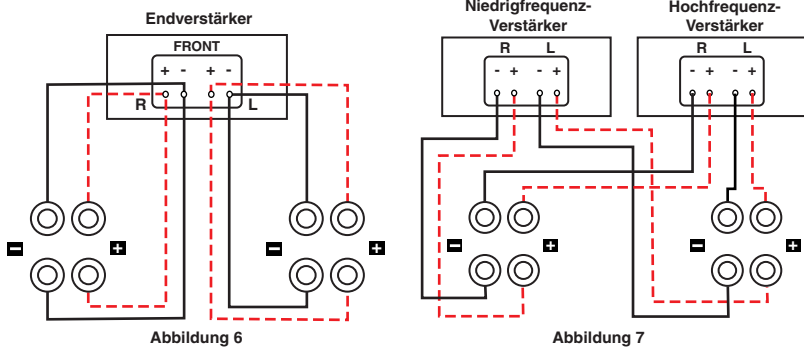 Endverstärker
FRONT
+ - + -
R L
- +
- +
Abbildung 6
Niedrigfrequenz-
Verstärker
R L
- + - +
Hochfrequenz-
Verstärker
R L
- + - +
- +
- +
Abbildung 7